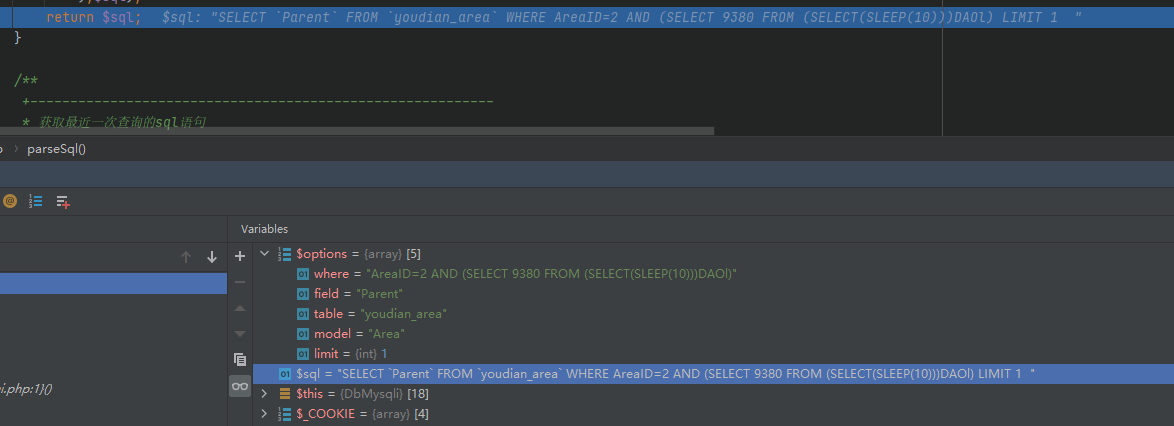 return $sql; $sql: "SELECT `Parent` FROM `youdian_area` WHERE AreaID=2 AND (SELECT 9380 FROM (SELECT(SLEEP(10)))DAOl) LIMIT 1  "
}
/**
+----------------------------------------------------------
* 获取最近一次查询的sql语句
parseSql()
Variables
$options = {array} [5]
where = "AreaID=2 AND (SELECT 9380 FROM (SELECT(SLEEP(10)))DAOl)"
field = "Parent"
table = "youdian_area"
model = "Area"
limit = {int} 1
$sql = "SELECT `Parent` FROM `youdian_area` WHERE AreaID=2 AND (SELECT 9380 FROM (SELECT(SLEEP(10)))DAOl) LIMIT 1  "
i.php:1}()
$this = {DbMysqli} [18]
$_COOKIE = {array} [4]